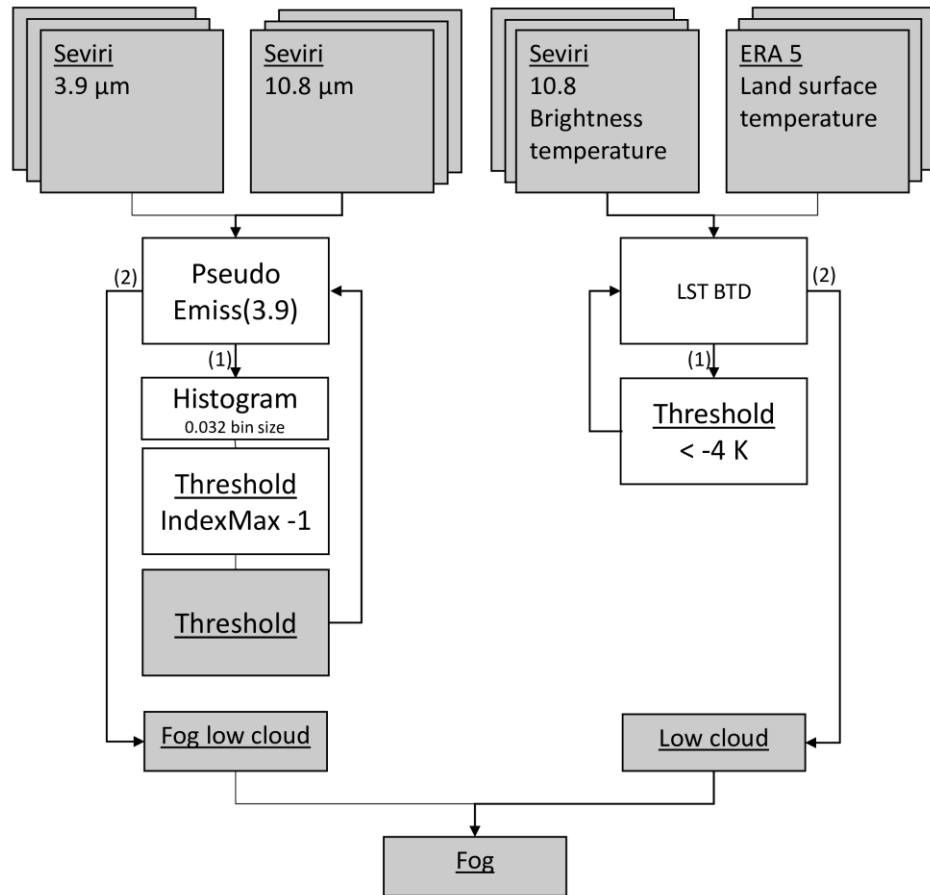 Seviri
3.9 µm
Seviri
10.8 µm
Seviri
10.8
Brightness
temperature
ERA 5
Land surface
temperature
(2)
Pseudo
Emiss(3.9)
LST BTD
(2)
(1)
(1)
Histogram
0.032 bin size
Threshold
< -4 K
Threshold
IndexMax -1
Threshold
Fog low cloud
Low cloud
Fog